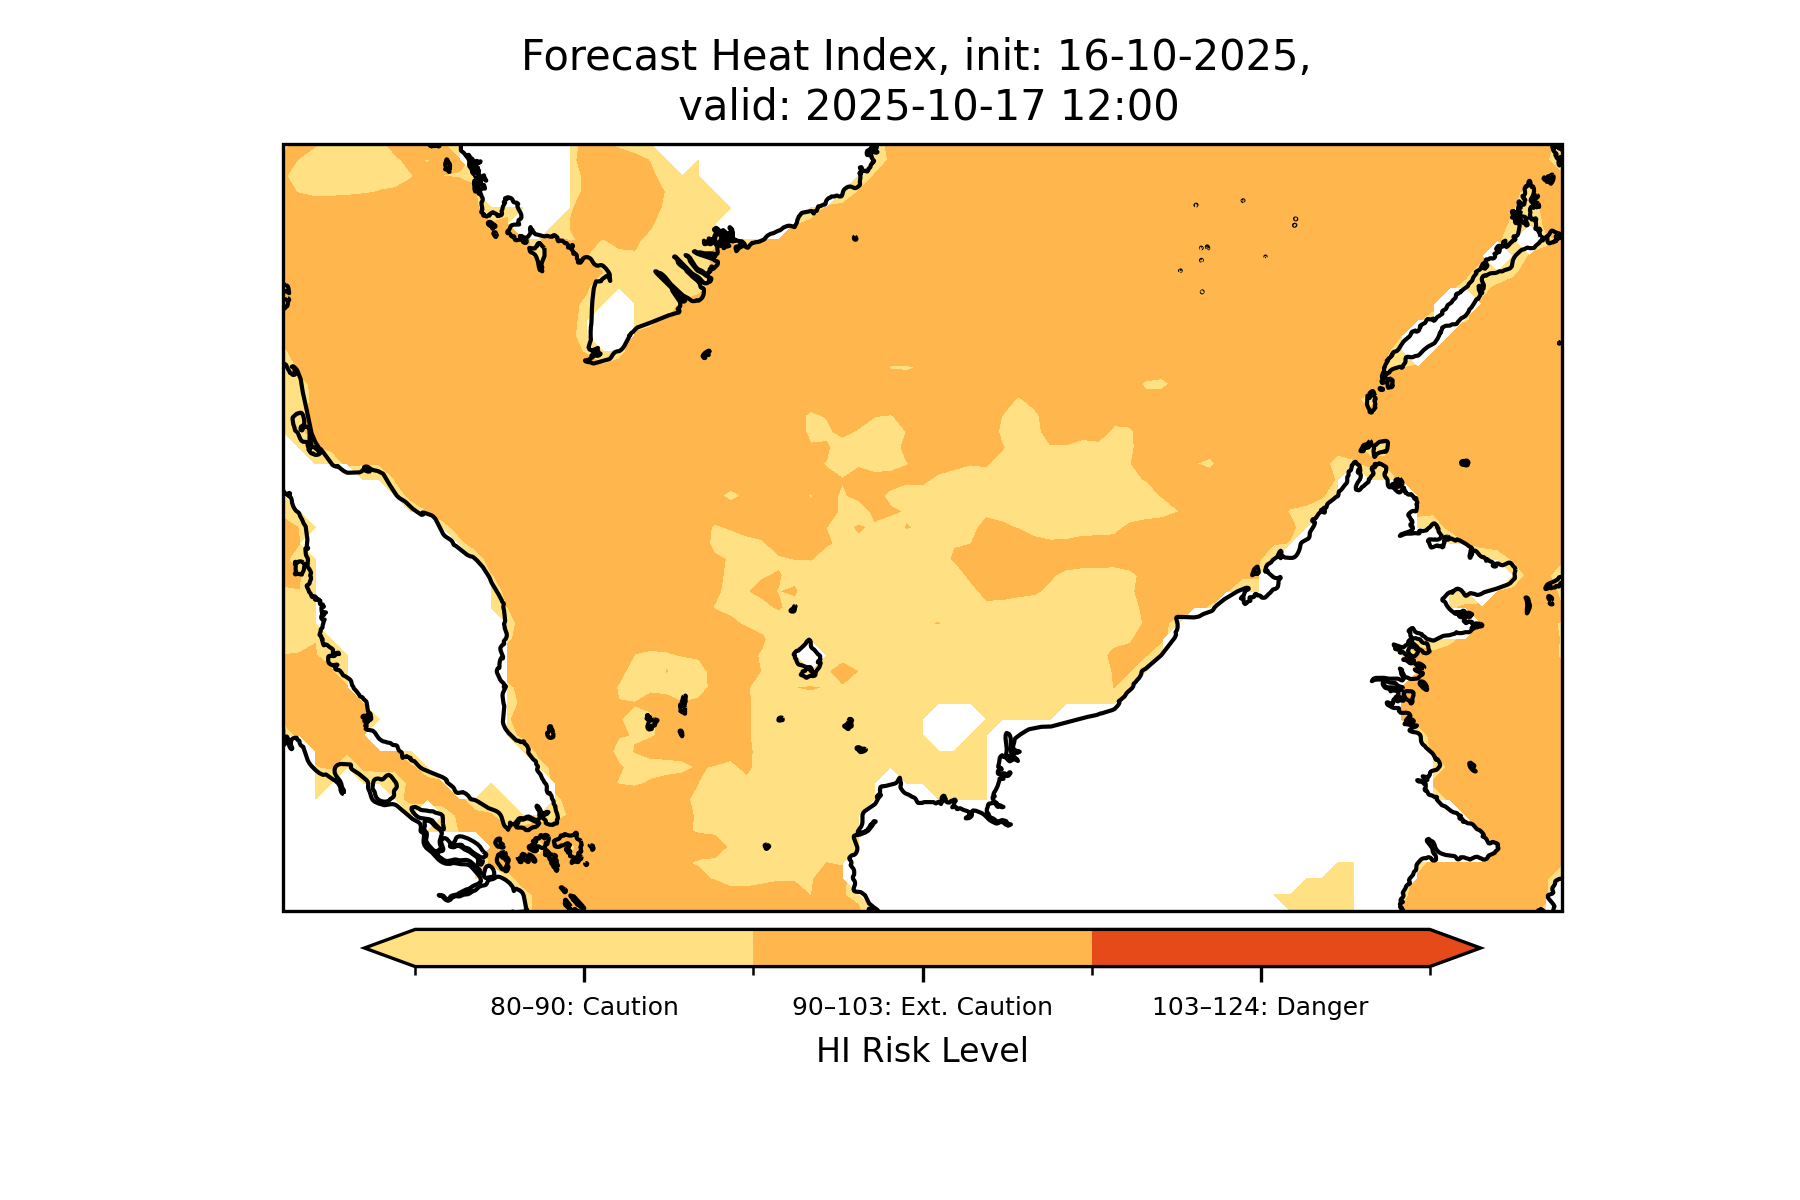 Forecast Heat Index, init: 16-10-2025,
valid: 2025-10-17 12:00
80–90: Caution
90–103: Ext. Caution
103–124: Danger
HI Risk Level